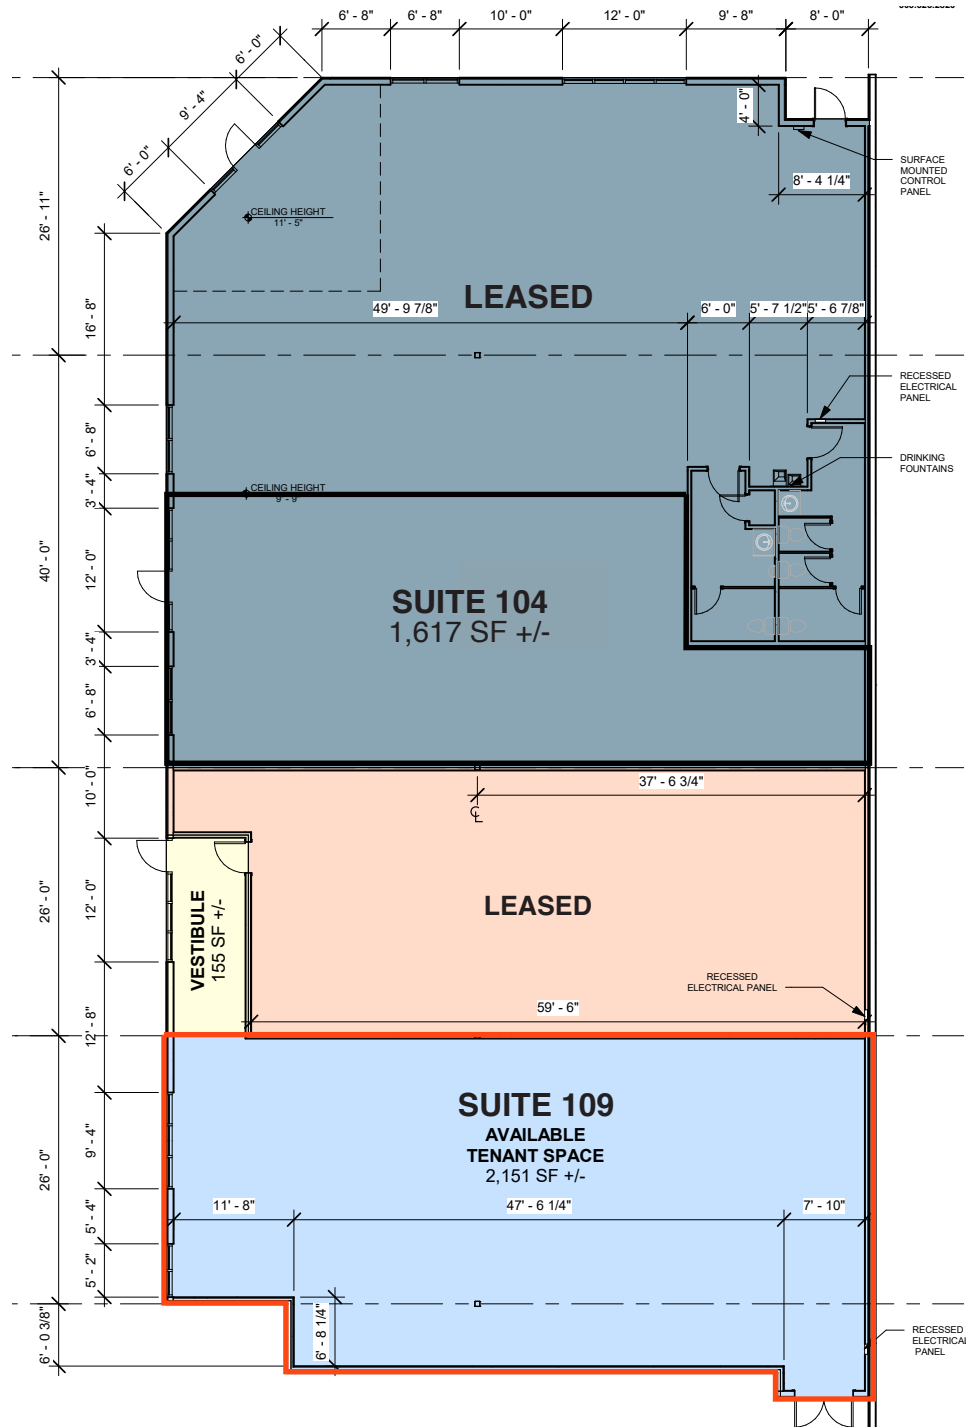 6' - 8"
6' - 8"
10' - 0"
12' - 0"
9' - 8"
8' - 0"
6' - 0"
9' - 4"
6' - 0"
4' - 0"
SURFACE
MOUNTED
CONTROL
PANEL
8' - 4 1/4"
26' - 11"
CEILING HEIGHT
11' - 5"
LEASED
16' - 8"
49' - 9 7/8"
6' - 0"
5' - 7 1/2"
5' - 6 7/8"
RECESSED
ELECTRICAL
PANEL
6' - 8"
DRINKING
FOUNTAINS
3' - 4"
CEILING HEIGHT
9' - 9"
40' - 0"
12' - 0"
SUITE 104
1,617 SF +/-
3' - 4"
6' - 8"
10' - 0"
37' - 6 3/4"
CL
26' - 0"
12' - 0"
VESTIBULE
155 SF +/-
LEASED
RECESSED
ELECTRICAL PANEL
59' - 6"
12' - 8"
SUITE 109
AVAILABLE
TENANT SPACE
2,151 SF +/-
26' - 0"
9' - 4"
11' - 8"
47' - 6 1/4"
7' - 10"
5' - 4"
5' - 2"
6' - 0 3/8"
6' - 8 1/4"
RECESSED
ELECTRICAL
PANEL